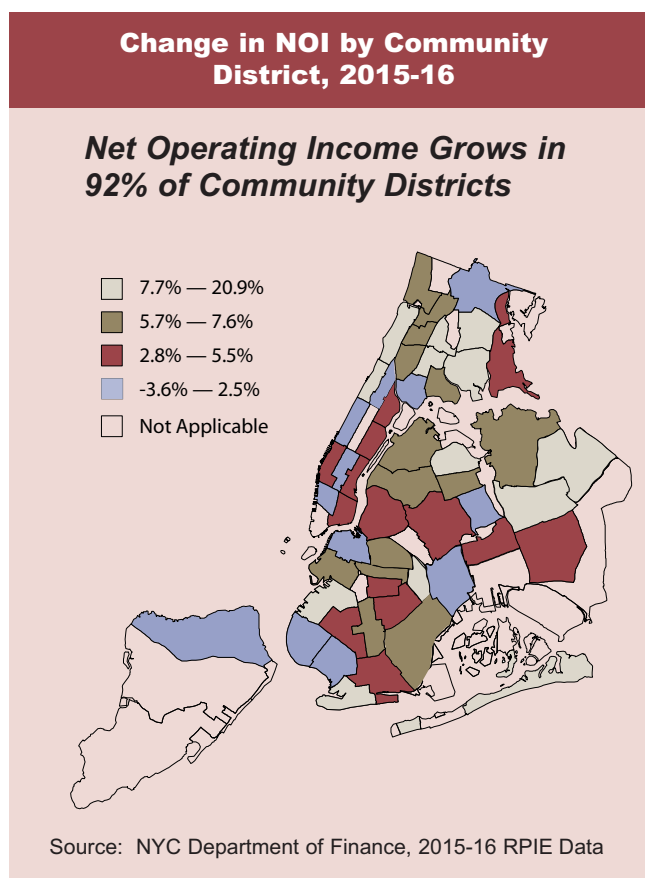 Change in NOI by Community
District, 2015-16
Net Operating Income Grows in
92% of Community Districts
7.7% — 20.9%
5.7% — 7.6%
2.8% — 5.5%
-3.6% — 2.5%
Not Applicable
Source:  NYC Department of Finance, 2015-16 RPIE Data